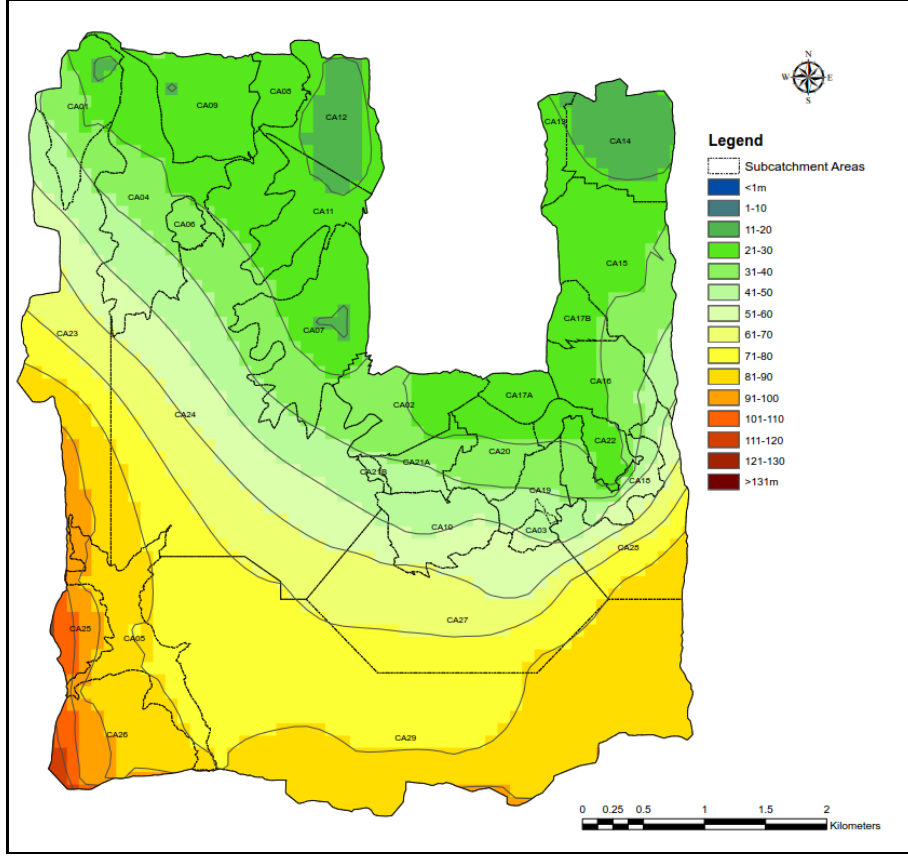 N
W E
S
CA08
CA01
CA09
CA12
CA13
CA14
CA04
CA06
CA11
CA15
CA17B
CA23
CA07
CA16
CA02
CA17A
CA24
CA22
CA20
CA21A
CA21B
CA18
CA19
CA10
CA03
CA28
CA27
CA25
CA05
CA26
CA29
Legend
Subcatchment Areas
<1m
1-10
11-20
21-30
31-40
41-50
51-60
61-70
71-80
81-90
91-100
101-110
111-120
121-130
>131m
0 0.25 0.5 1 1.5 2
Kilometers